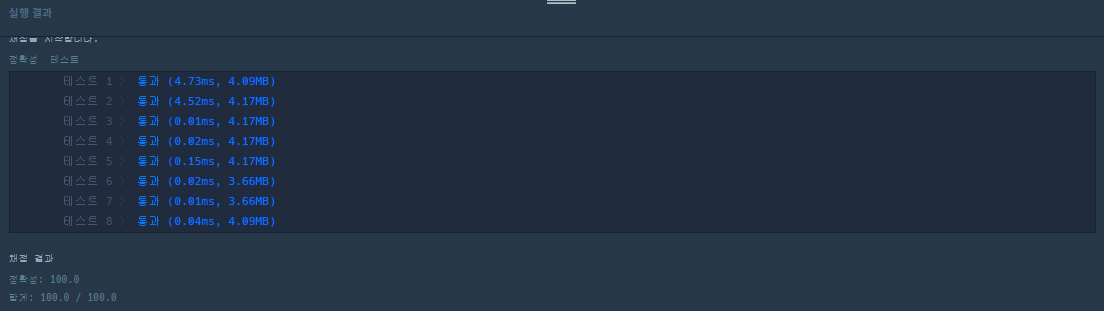 실행 결과
채점을 시작합니다.
정확성 테스트
테스트 1 〉 통과 (4.73ms, 4.09MB)
테스트 2 〉 통과 (4.52ms, 4.17MB)
테스트 3 〉 통과 (0.01ms, 4.17MB)
테스트 4 〉 통과 (0.02ms, 4.17MB)
테스트 5 〉 통과 (0.15ms, 4.17MB)
테스트 6 〉 통과 (0.02ms, 3.66MB)
테스트 7 〉 통과 (0.01ms, 3.66MB)
테스트 8 〉 통과 (0.04ms, 4.09MB)
채점 결과
정확성: 100.0
합계: 100.0 / 100.0